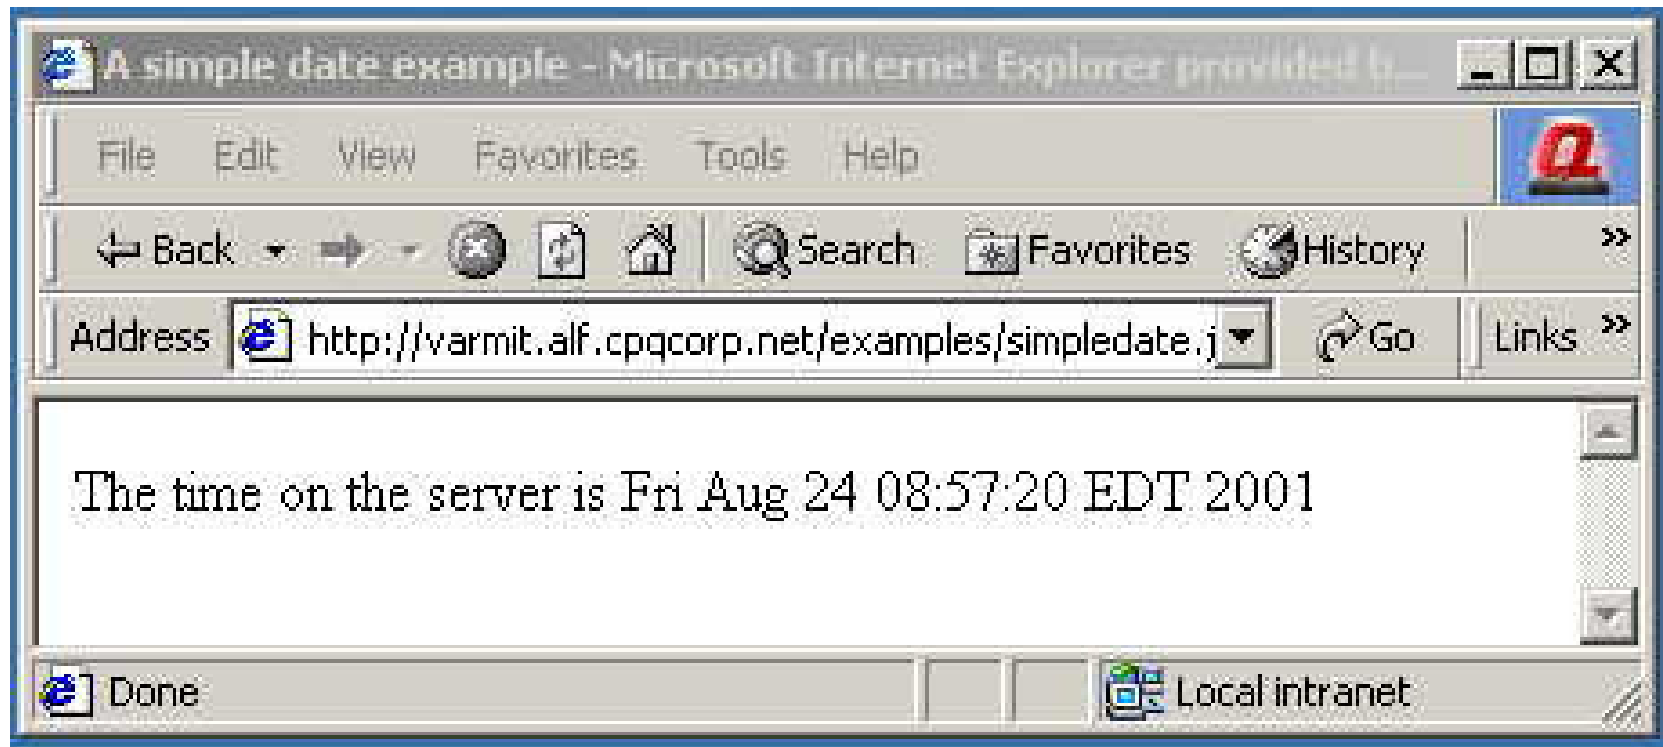 A simple date example - Microsoft Internet Explorer provided b...
File Edit View Favorites Tools Help
Back Search Favorites History »
Address http://varmit.alf.cpqcorp.net/examples/simpledate.j Go Links »
The time on the server is Fri Aug 24 08:57:20 EDT 2001
Done Local intranet